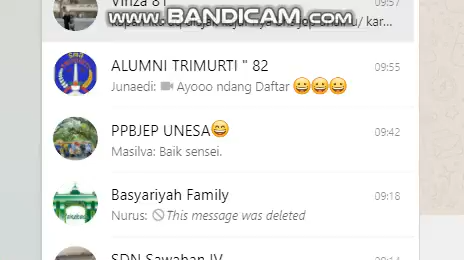 Vinza 81
09:57
www.BANDICAM.com
kar...
ALUMNI TRIMURTI " 82
09:55
Junaedi: Ayooo ndang Daftar 😀😀😀
PPBJEP UNESA😄
09:42
Masilva: Baik sensei.
Basyariyah Family
09:18
Nurus: This message was deleted
SDN Sawahan IV
09:14